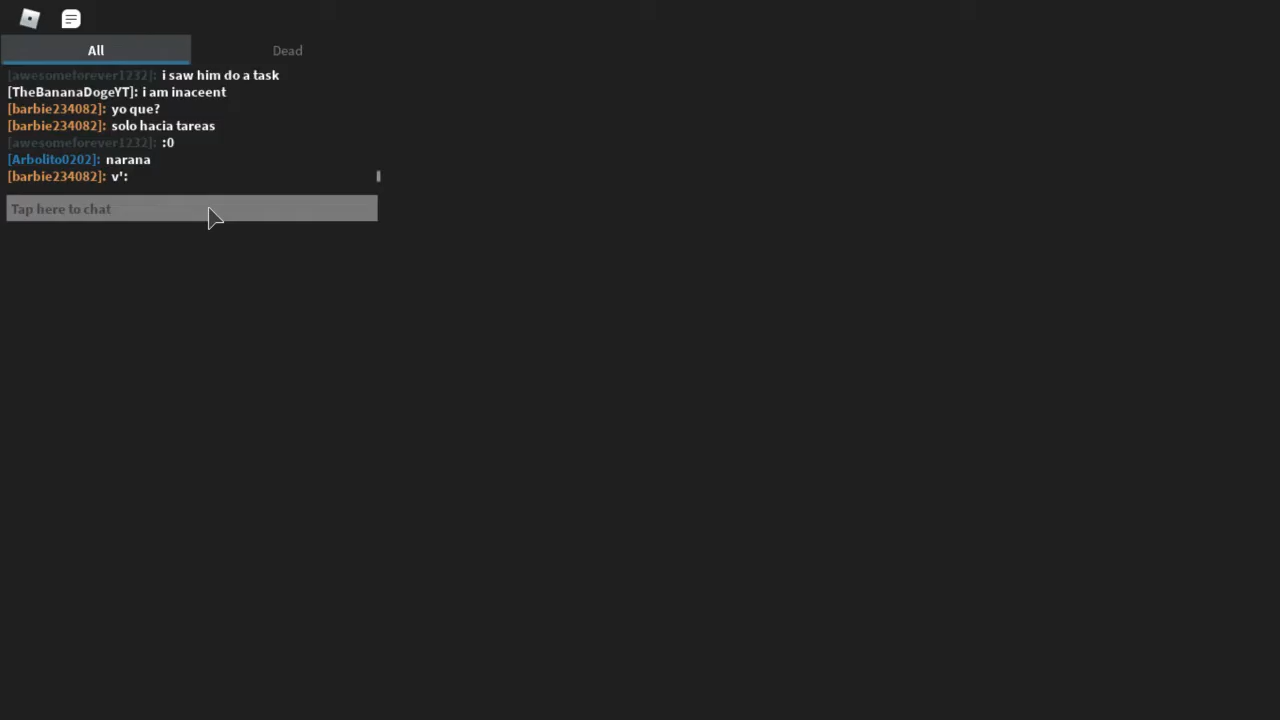 All
Dead
[awesomeforever1232]: i saw him do a task
[TheBananaDogeYT]: i am inaceent
[barbie234082]: yo que?
[barbie234082]: solo hacia tareas
[awesomeforever1232]: :0
[Arbolito0202]: narana
[barbie234082]: v':
Tap here to chat